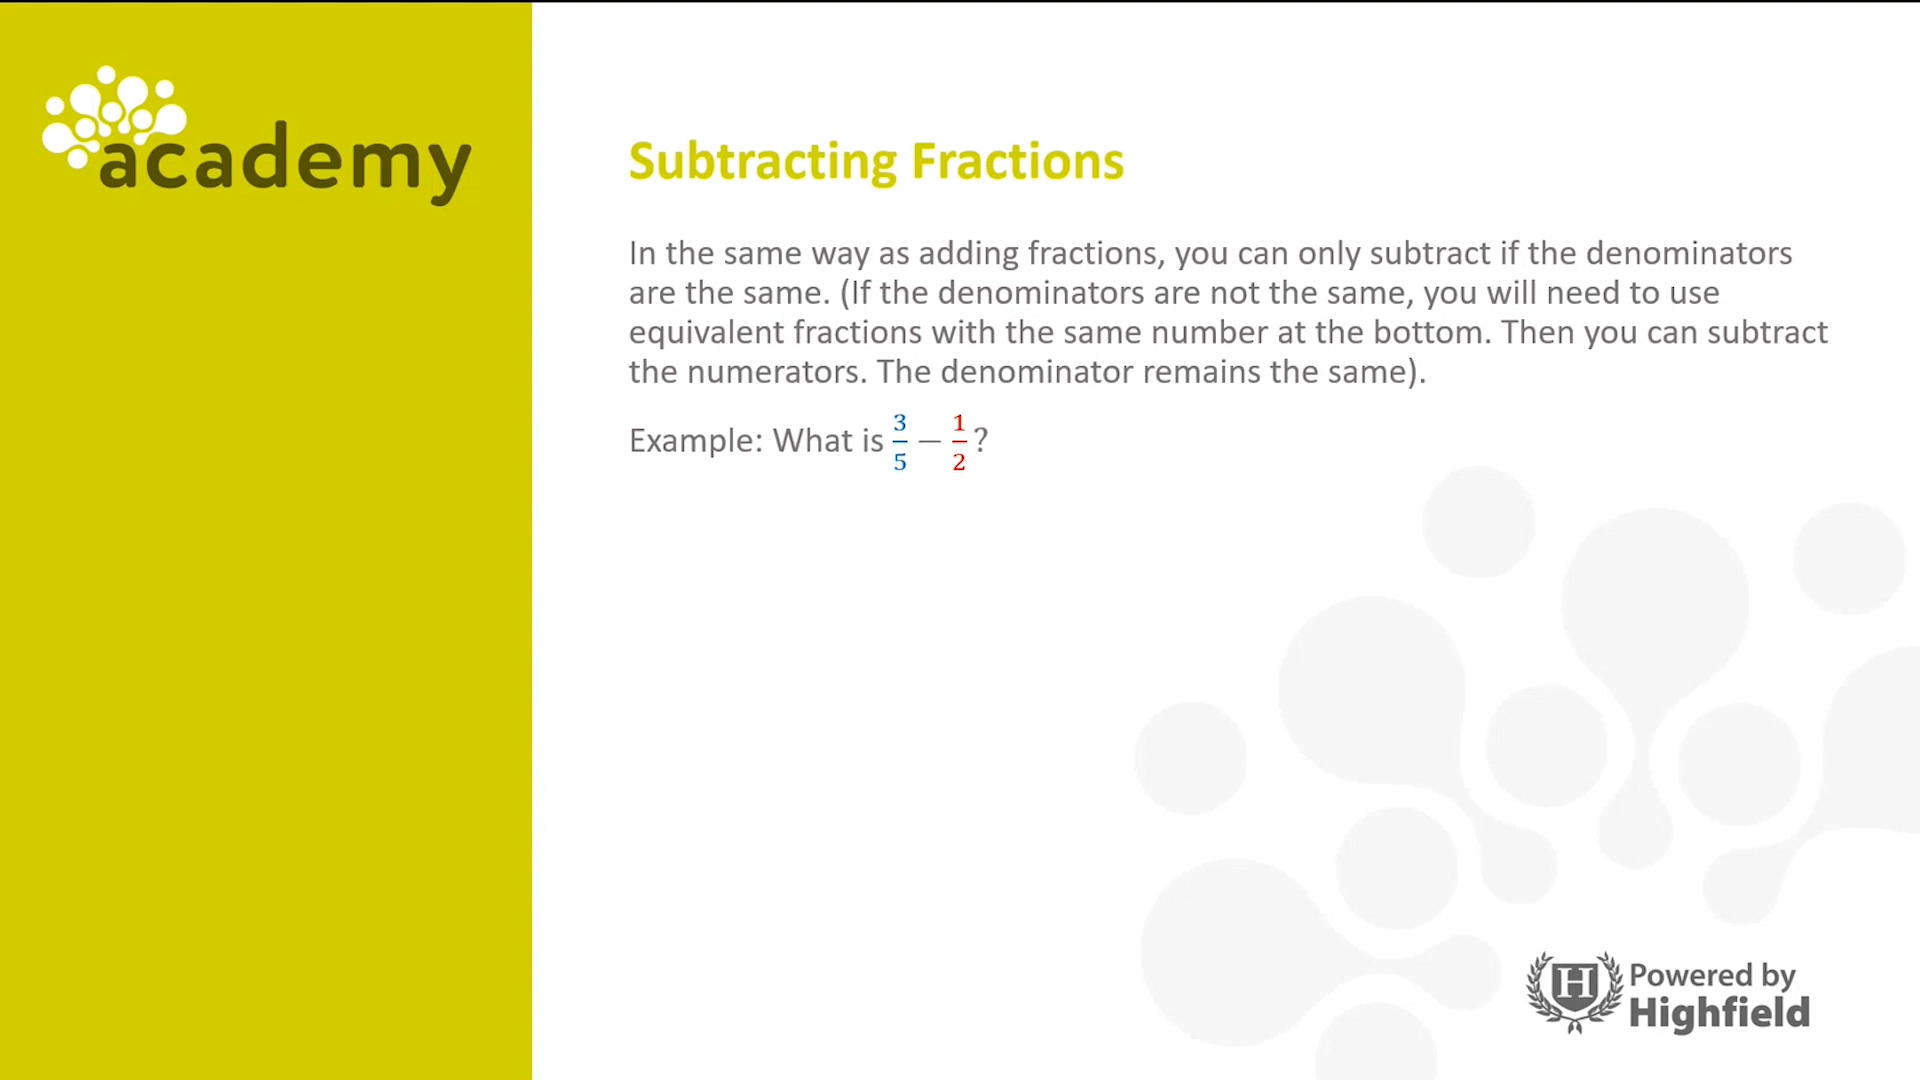 academy
Subtracting Fractions
In the same way as adding fractions, you can only subtract if the denominators
are the same. (If the denominators are not the same, you will need to use
equivalent fractions with the same number at the bottom. Then you can subtract
the numerators. The denominator remains the same).
Example: What is 3/5 − 1/2?
H
Powered by
Highfield